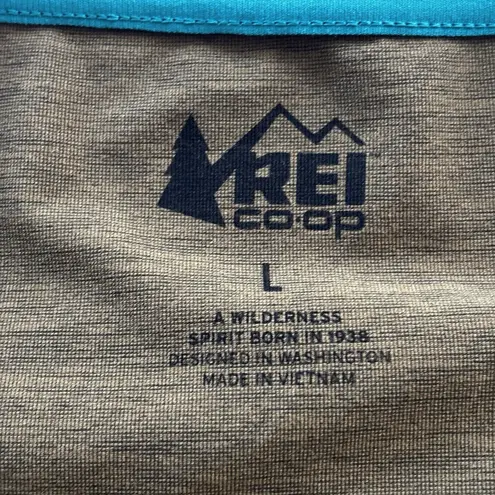 REI
CO·OP
L
A WILDERNESS
SPIRIT BORN IN 1938
DESIGNED IN WASHINGTON
MADE IN VIETNAM